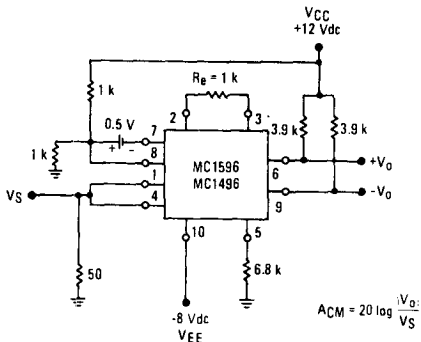 VCC
+12 Vdc
Re = 1 k
1 k
0.5 V
+ -
2
3
3.9 k
3.9 k
7
1 k
8
MC1596
MC1496
6
+Vo
1
VS
4
9
-Vo
10
5
50
6.8 k
-8 Vdc
VEE
ACM = 20 log |Vo| / VS